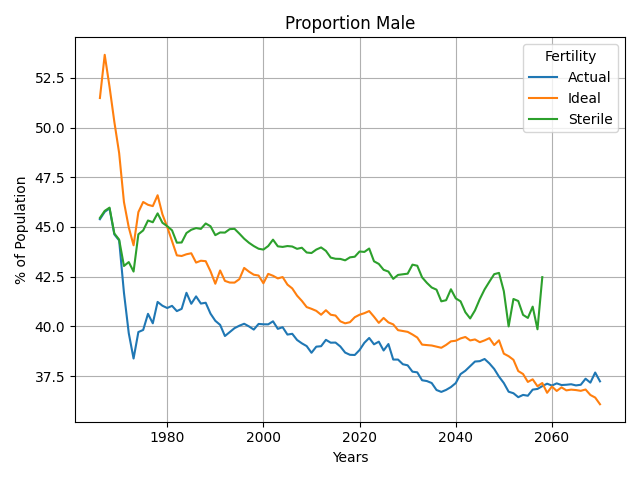 Proportion Male
Fertility
Actual
Ideal
Sterile
% of Population
52.5
50.0
47.5
45.0
42.5
40.0
37.5
1980
2000
2020
2040
2060
Years